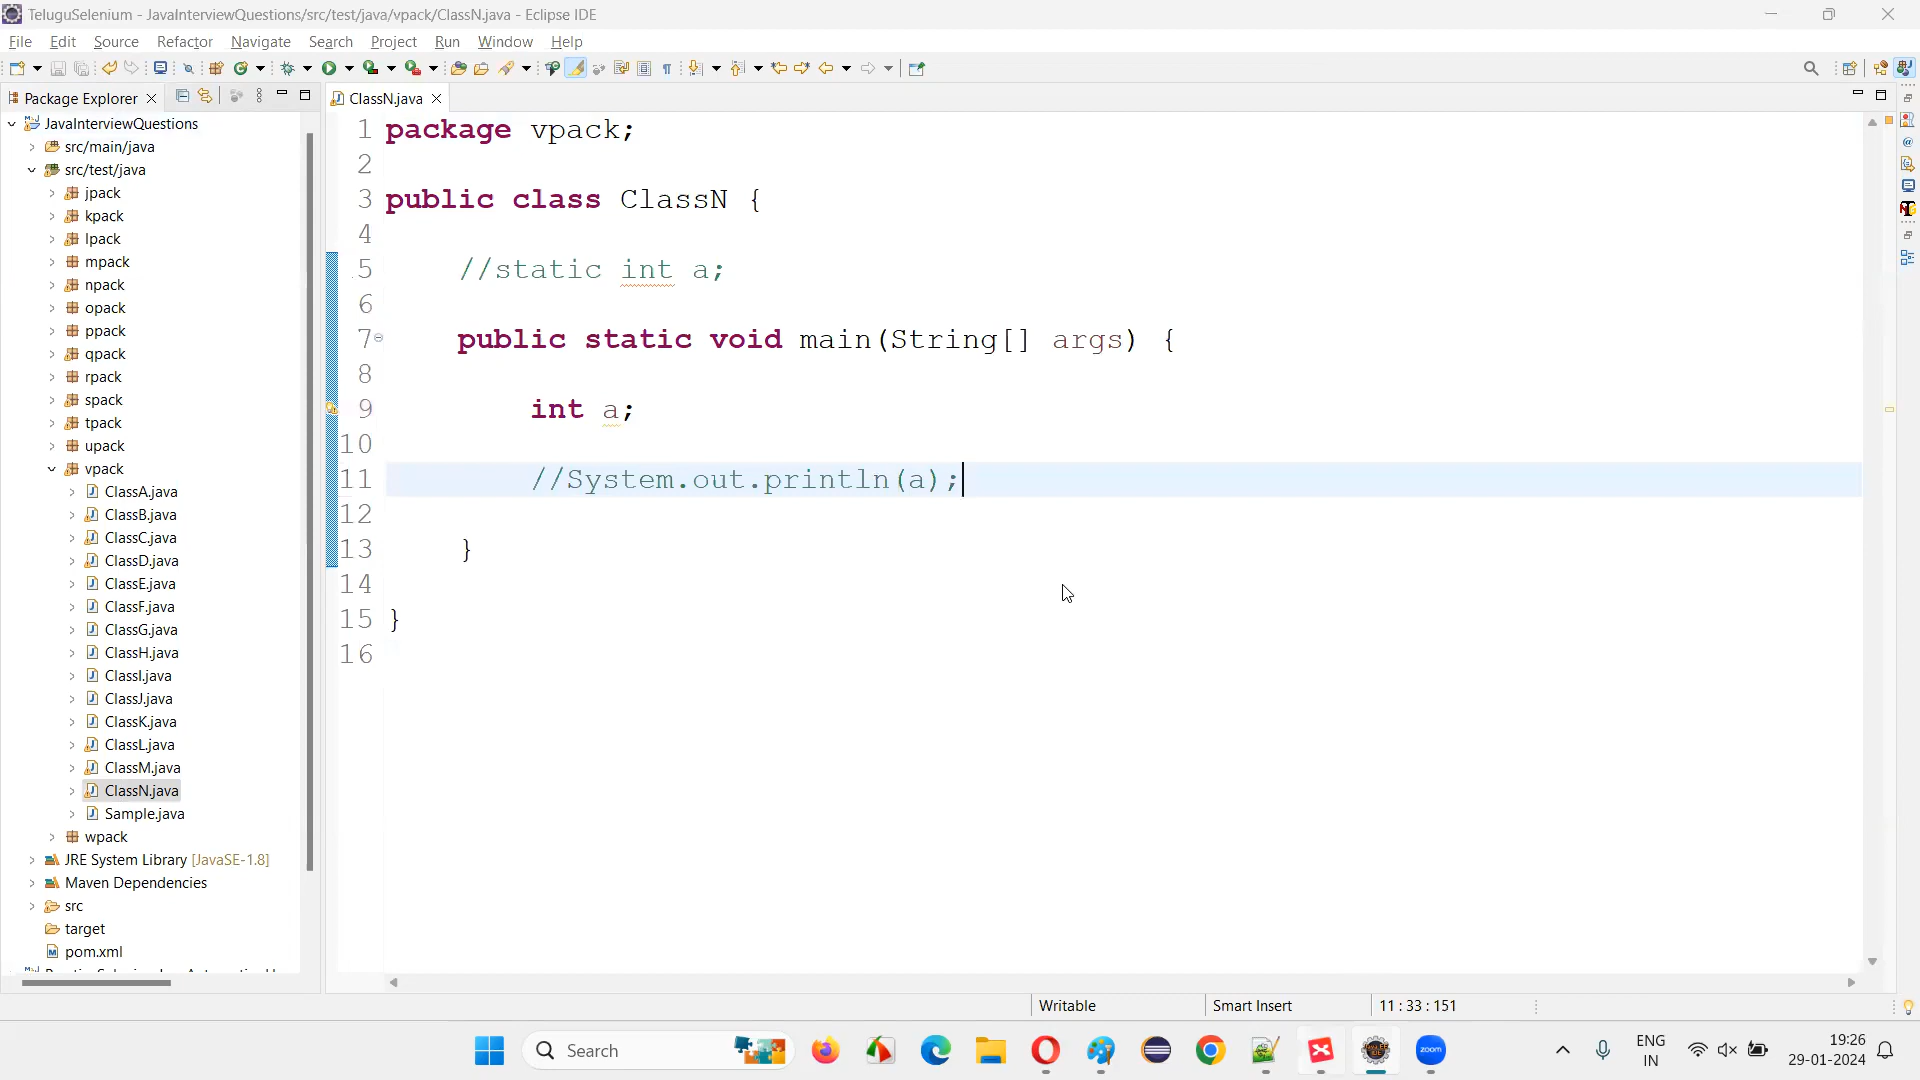 TeluguSelenium - JavaInterviewQuestions/src/test/java/vpack/ClassN.java - Eclipse IDE
File Edit Source Refactor Navigate Search Project Run Window Help
Package Explorer
ClassN.java
JavaInterviewQuestions
src/main/java
src/test/java
jpack
kpack
lpack
mpack
npack
opack
ppack
qpack
rpack
spack
tpack
upack
vpack
ClassA.java
ClassB.java
ClassC.java
ClassD.java
ClassE.java
ClassF.java
ClassG.java
ClassH.java
ClassI.java
ClassJ.java
ClassK.java
ClassL.java
ClassM.java
ClassN.java
Sample.java
wpack
JRE System Library [JavaSE-1.8]
Maven Dependencies
src
target
pom.xml
1 package vpack;
2
3 public class ClassN {
4
5 //static int a;
6
7 public static void main(String[] args) {
8
9 int a;
10
11 //System.out.println(a);
12
13 }
14
15 }
16
Writable
Smart Insert
11 : 33 : 151
Search
zoom
ENG
IN
19:26
29-01-2024